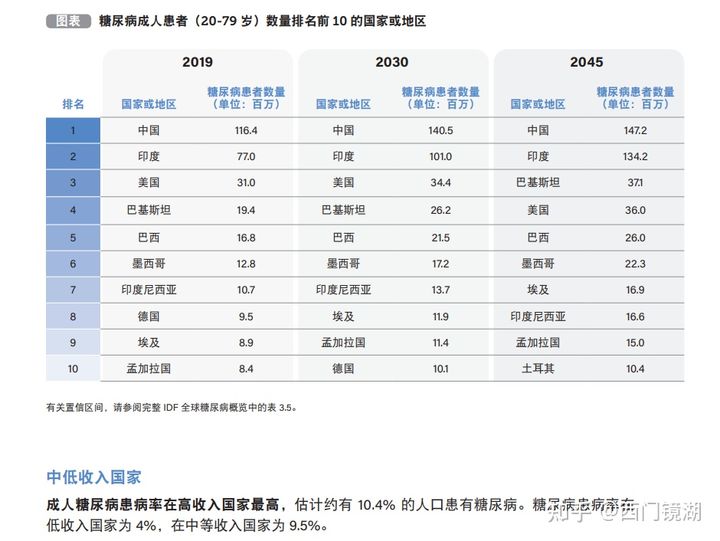 图表 糖尿病成人患者（20-79 岁）数量排名前 10 的国家或地区
2019 2030 2045
排名 国家或地区 糖尿病患者数量（单位：百万） 国家或地区 糖尿病患者数量（单位：百万） 国家或地区 糖尿病患者数量（单位：百万）
1 中国 116.4 中国 140.5 中国 147.2
2 印度 77.0 印度 101.0 印度 134.2
3 美国 31.0 美国 34.4 巴基斯坦 37.1
4 巴基斯坦 19.4 巴基斯坦 26.2 美国 36.0
5 巴西 16.8 巴西 21.5 巴西 26.0
6 墨西哥 12.8 墨西哥 17.2 墨西哥 22.3
7 印度尼西亚 10.7 印度尼西亚 13.7 埃及 16.9
8 德国 9.5 埃及 11.9 印度尼西亚 16.6
9 埃及 8.9 孟加拉国 11.4 孟加拉国 15.0
10 孟加拉国 8.4 德国 10.1 土耳其 10.4
有关置信区间，请参阅完整 IDF 全球糖尿病概览中的表 3.5。
中低收入国家
成人糖尿病患病率在高收入国家最高，估计约有 10.4% 的人口患有糖尿病。糖尿病患病率在
低收入国家为 4%，在中等收入国家为 9.5%。
知乎 @西门镜湖